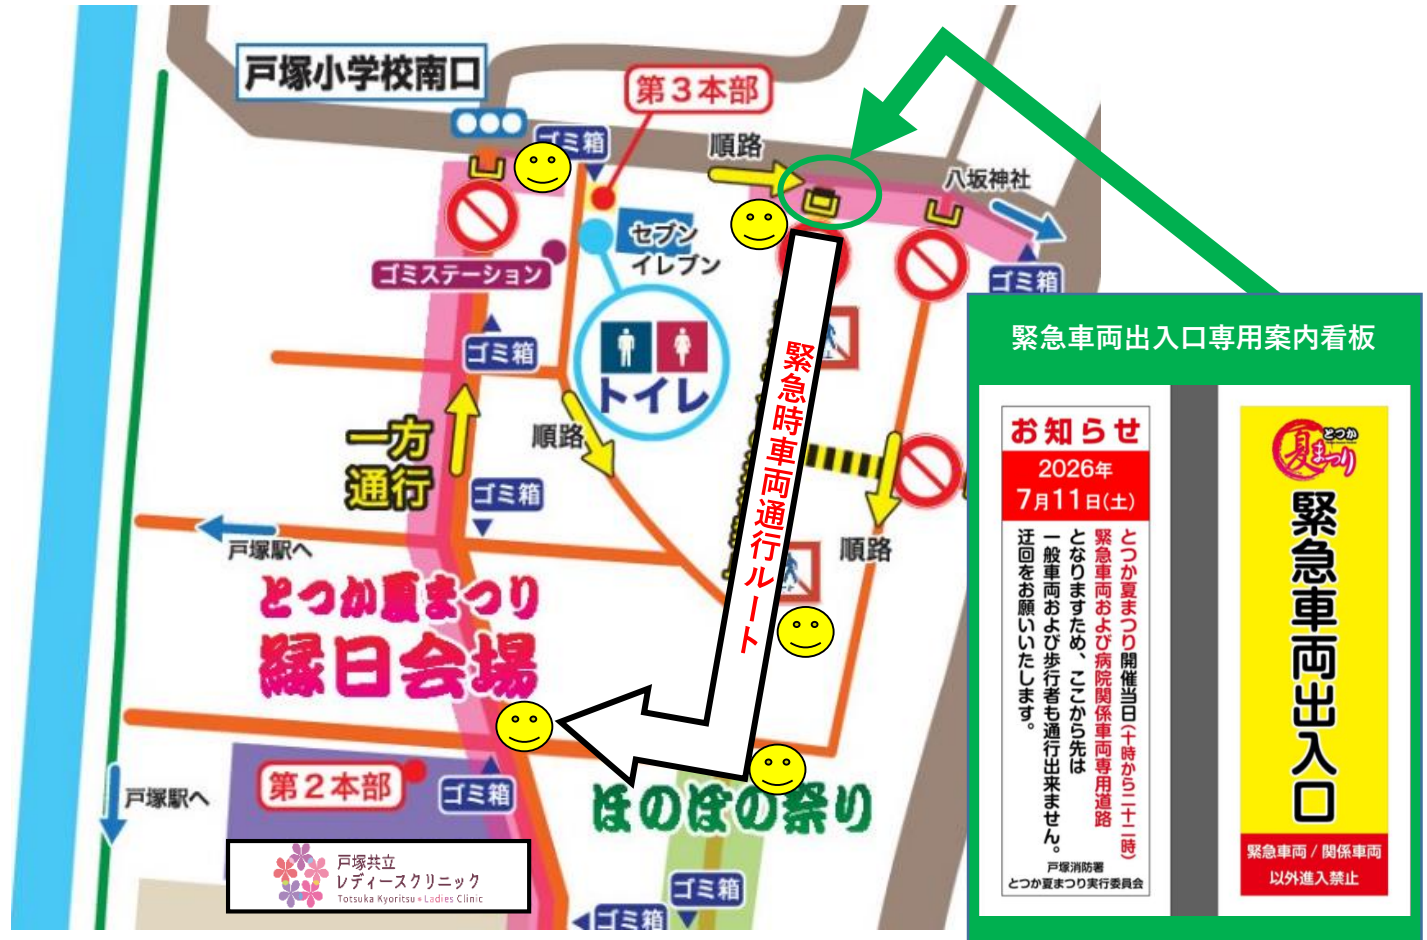 戸塚小学校南口
第３本部
ゴミ箱
順路
八坂神社
セブン
イレブン
ゴミステーション
ゴミ箱
ゴミ箱
トイレ
緊急時車両通行ルート
一方
通行
順路
ゴミ箱
順路
戸塚駅へ
とつか夏まつり
縁日会場
第２本部
ゴミ箱
戸塚駅へ
ほのぼの祭り
戸塚共立
レディースクリニック
Totsuka Kyoritsu Ladies Clinic
ゴミ箱
ゴミ箱
緊急車両出入口専用案内看板
お知らせ
2026年
7月11日(土)
とつか夏まつり開催当日(十時から二十二時)
緊急車両および病院関係車両専用道路
となりますため、ここから先は
一般車両および歩行者も通行出来ません。
迂回をお願いいたします。
戸塚消防署
とつか夏まつり実行委員会
とつか
夏まつり
緊急車両出入口
緊急車両 / 関係車両
以外進入禁止